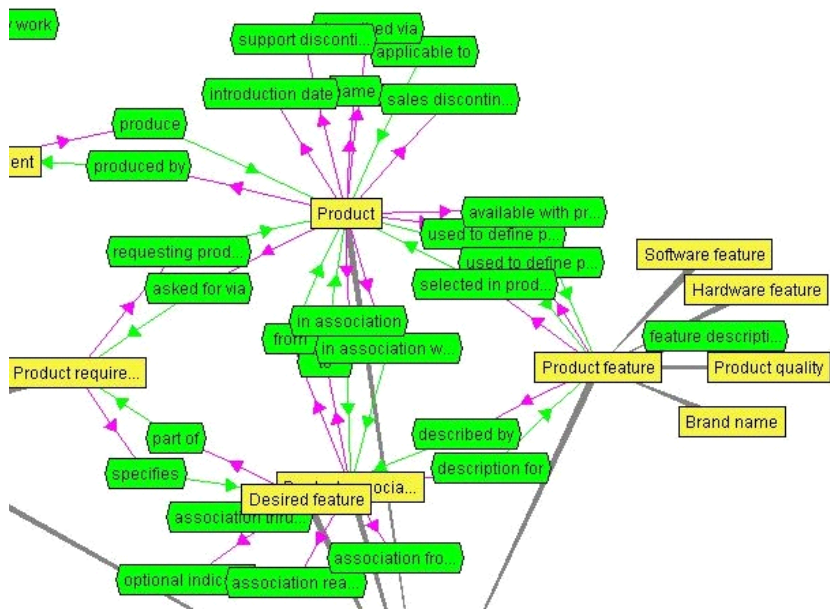 work
support disconti...
ed via
applicable to
introduction date
ame
sales discontin...
produce
ent
produced by
Product
available with pr...
used to define p...
requesting prod...
used to define p...
Software feature
asked for via
selected in prod...
Hardware feature
in association
from
in association w...
feature descripti...
to
Product require...
Product feature
Product quality
Brand name
part of
described by
specifies
description for
Desired feature
ocia...
association thru...
association fro...
optional indic
association rea...